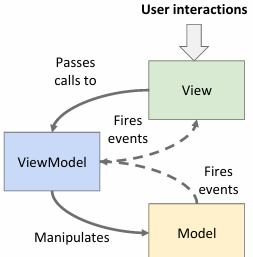 User interactions
Passes
calls to
View
Fires
events
ViewModel
Fires
events
Manipulates
Model